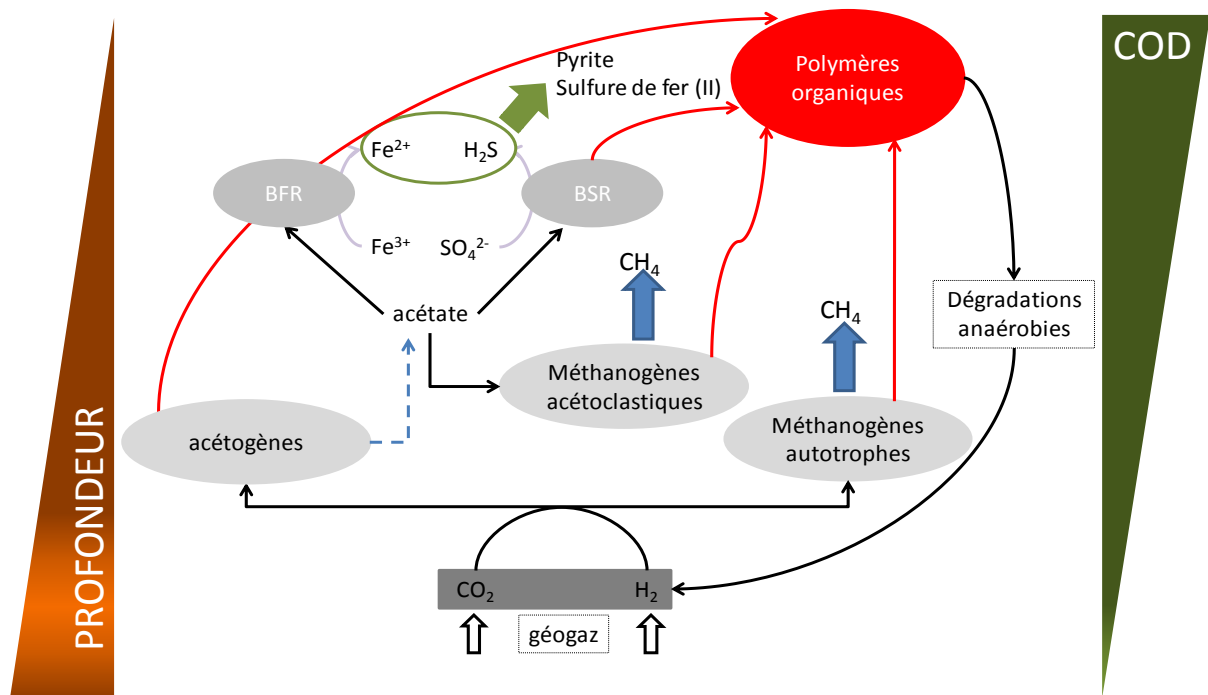 COD
Polymères
organiques
Pyrite
Sulfure de fer (II)
Fe²⁺
H₂S
BFR
BSR
Fe³⁺
SO₄²⁻
CH₄
acétate
Dégradations
anaérobies
CH₄
Méthanogènes
acétoclastiques
Méthanogènes
autotrophes
acétogènes
PROFONDEUR
CO₂
H₂
géogaz